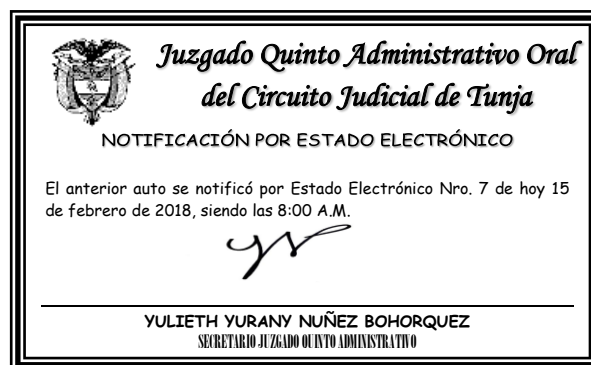 Juzgado Quinto Administrativo Oral
del Circuito Judicial de Tunja
NOTIFICACIÓN POR ESTADO ELECTRÓNICO
El anterior auto se notificó por Estado Electrónico Nro. 7 de hoy 15
de febrero de 2018, siendo las 8:00 A.M.
YULIETH YURANY NUÑEZ BOHORQUEZ
SECRETARIO JUZGADO QUINTO ADMINISTRATIVO